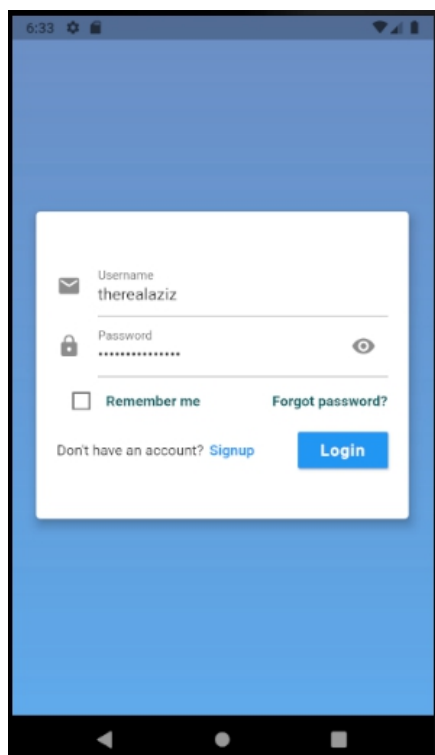 6:33
Username
therealaziz
Password
•••••••••••••••
Remember me Forgot password?
Don't have an account? Signup Login